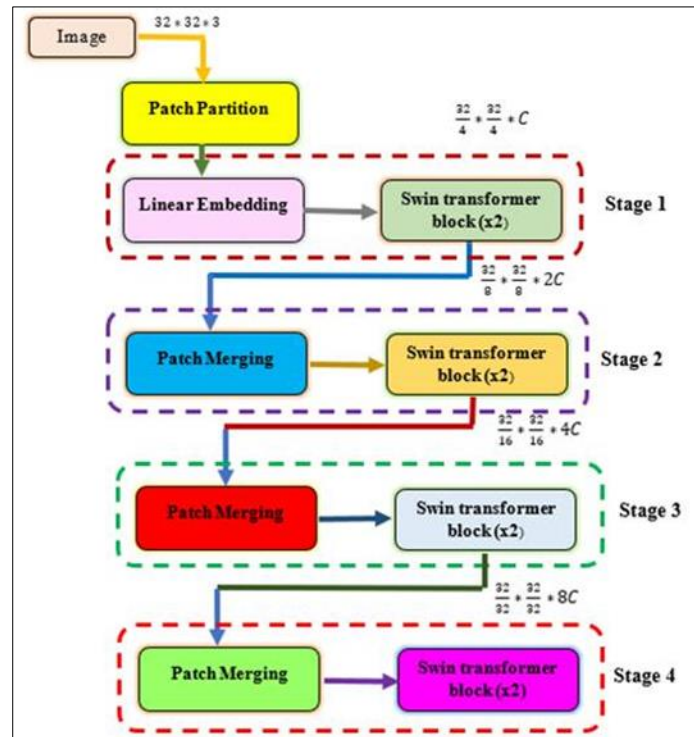 Image
32 * 32 * 3
Patch Partition
32/4 * 32/4 * C
Linear Embedding
Swin transformer
block (x2)
Stage 1
32/8 * 32/8 * 2C
Patch Merging
Swin transformer
block (x2)
Stage 2
32/16 * 32/16 * 4C
Patch Merging
Swin transformer
block (x2)
Stage 3
32/32 * 32/32 * 8C
Patch Merging
Swin transformer
block (x2)
Stage 4